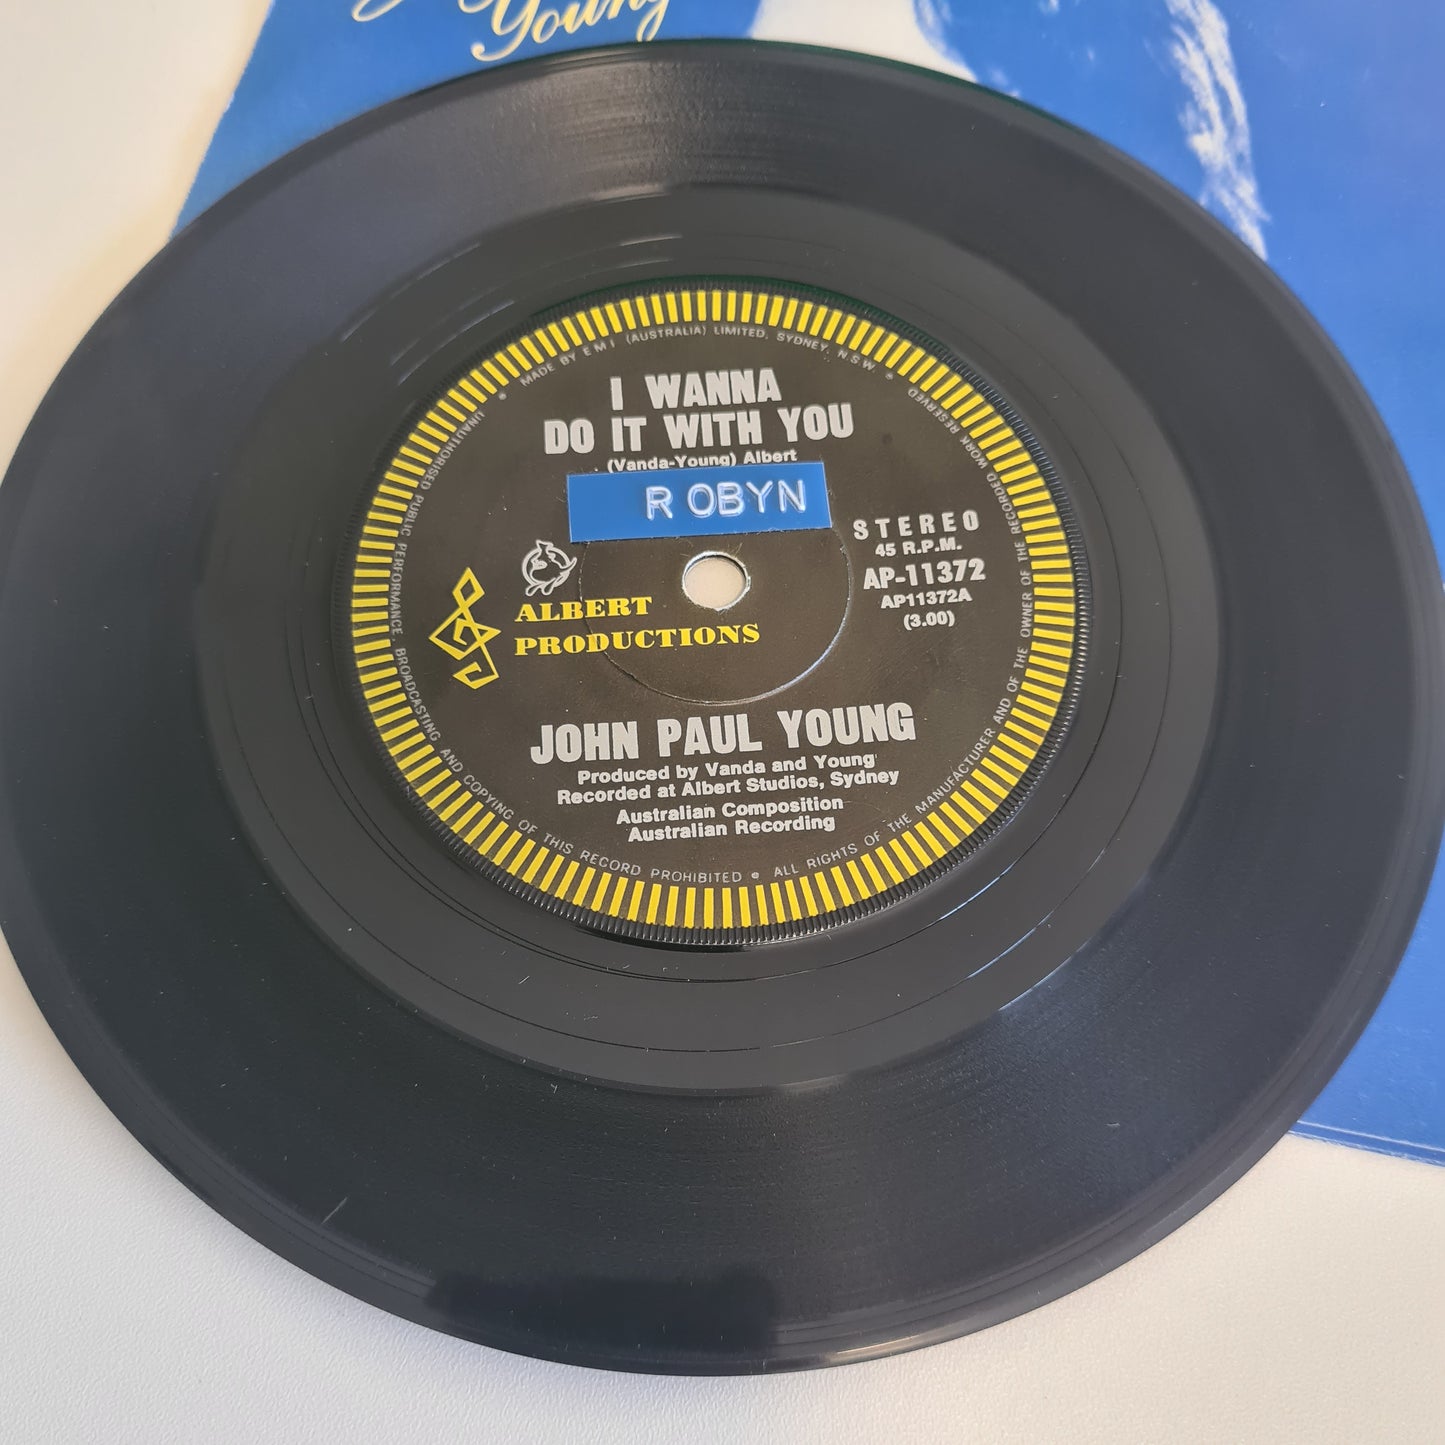 Young
MADE BY E M I (AUSTRALIA) LIMITED, SYDNEY, N.S.W.
I WANNA
DO IT WITH YOU
(Vanda-Young) Albert
ROBYN
STEREO
45 R.P.M.
AP-11372
AP11372A
(3.00)
ALBERT
PRODUCTIONS
JOHN PAUL YOUNG
Produced by Vanda and Young
Recorded at Albert Studios, Sydney
Australian Composition
Australian Recording
UNAUTHORISED PUBLIC PERFORMANCE, BROADCASTING AND COPYING OF THIS RECORD PROHIBITED • ALL RIGHTS OF THE MANUFACTURER AND OF THE OWNER OF THE RECORDED WORK RESERVED